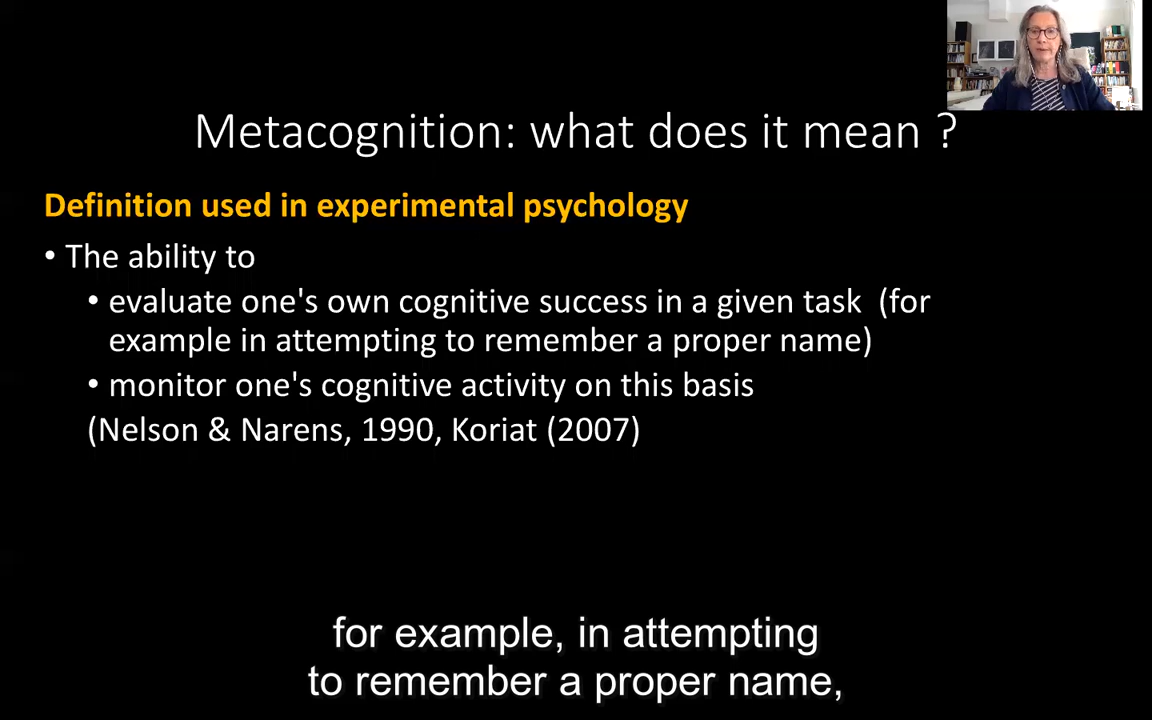 Metacognition: what does it mean ?
Definition used in experimental psychology
• The ability to
• evaluate one's own cognitive success in a given task (for
example in attempting to remember a proper name)
• monitor one's cognitive activity on this basis
(Nelson & Narens, 1990, Koriat (2007)
for example, in attempting
to remember a proper name,